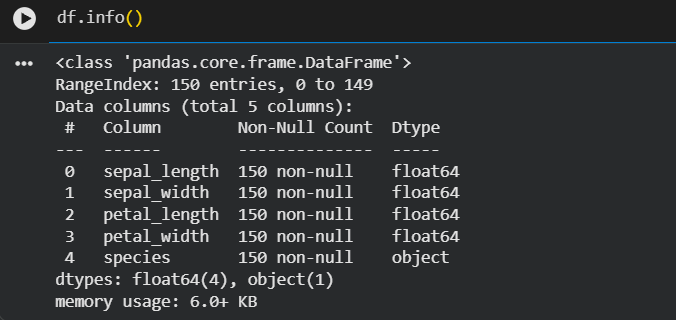 df.info()
<class 'pandas.core.frame.DataFrame'>
RangeIndex: 150 entries, 0 to 149
Data columns (total 5 columns):
 #   Column        Non-Null Count  Dtype
---  ------        --------------  -----
 0   sepal_length  150 non-null    float64
 1   sepal_width   150 non-null    float64
 2   petal_length  150 non-null    float64
 3   petal_width   150 non-null    float64
 4   species       150 non-null    object
dtypes: float64(4), object(1)
memory usage: 6.0+ KB